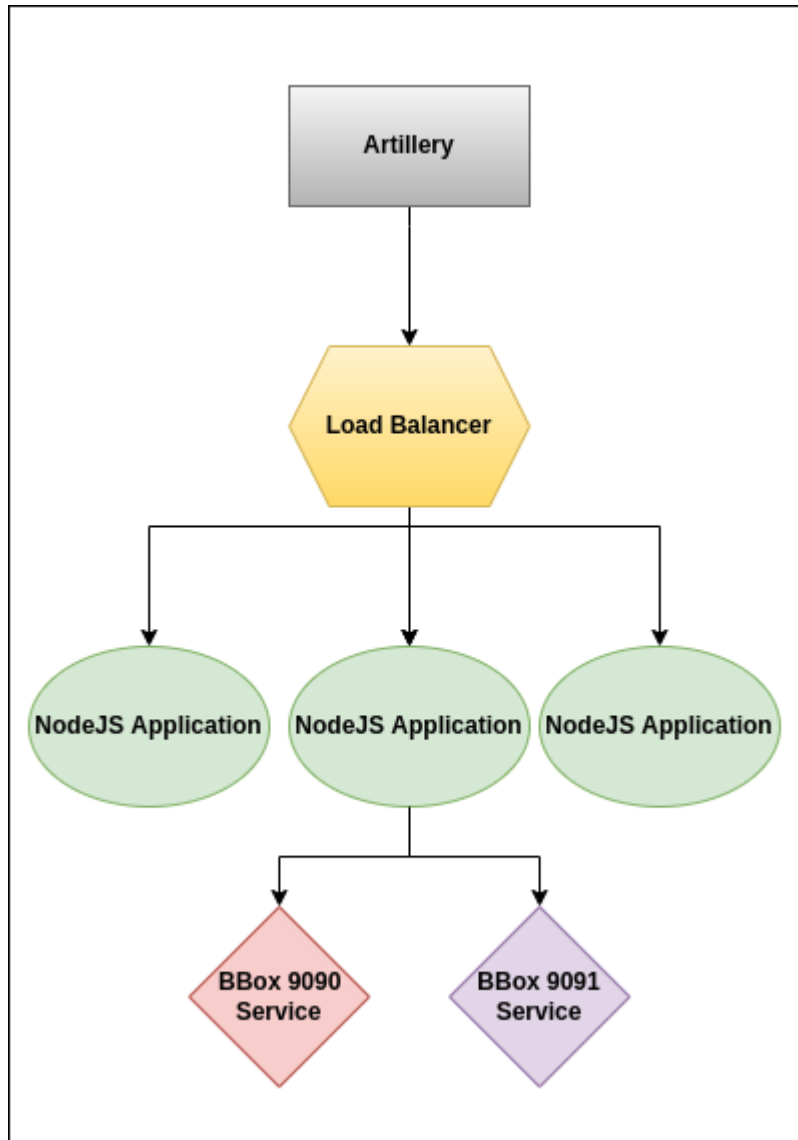 Artillery
Load Balancer
NodeJS Application
NodeJS Application
NodeJS Application
BBox 9090
Service
BBox 9091
Service